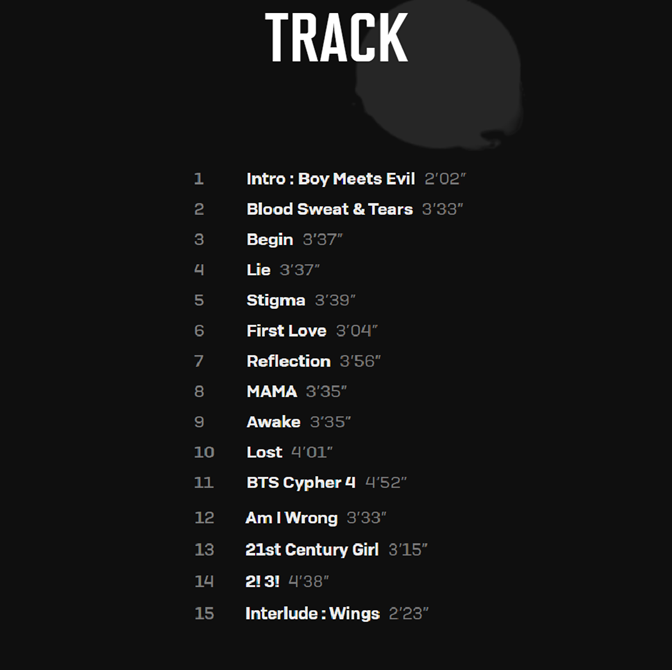 TRACK
1 Intro : Boy Meets Evil 2'02"
2 Blood Sweat & Tears 3'33"
3 Begin 3'37"
4 Lie 3'37"
5 Stigma 3'39"
6 First Love 3'04"
7 Reflection 3'56"
8 MAMA 3'35"
9 Awake 3'35"
10 Lost 4'01"
11 BTS Cypher 4 4'52"
12 Am I Wrong 3'33"
13 21st Century Girl 3'15"
14 2! 3! 4'38"
15 Interlude : Wings 2'23"